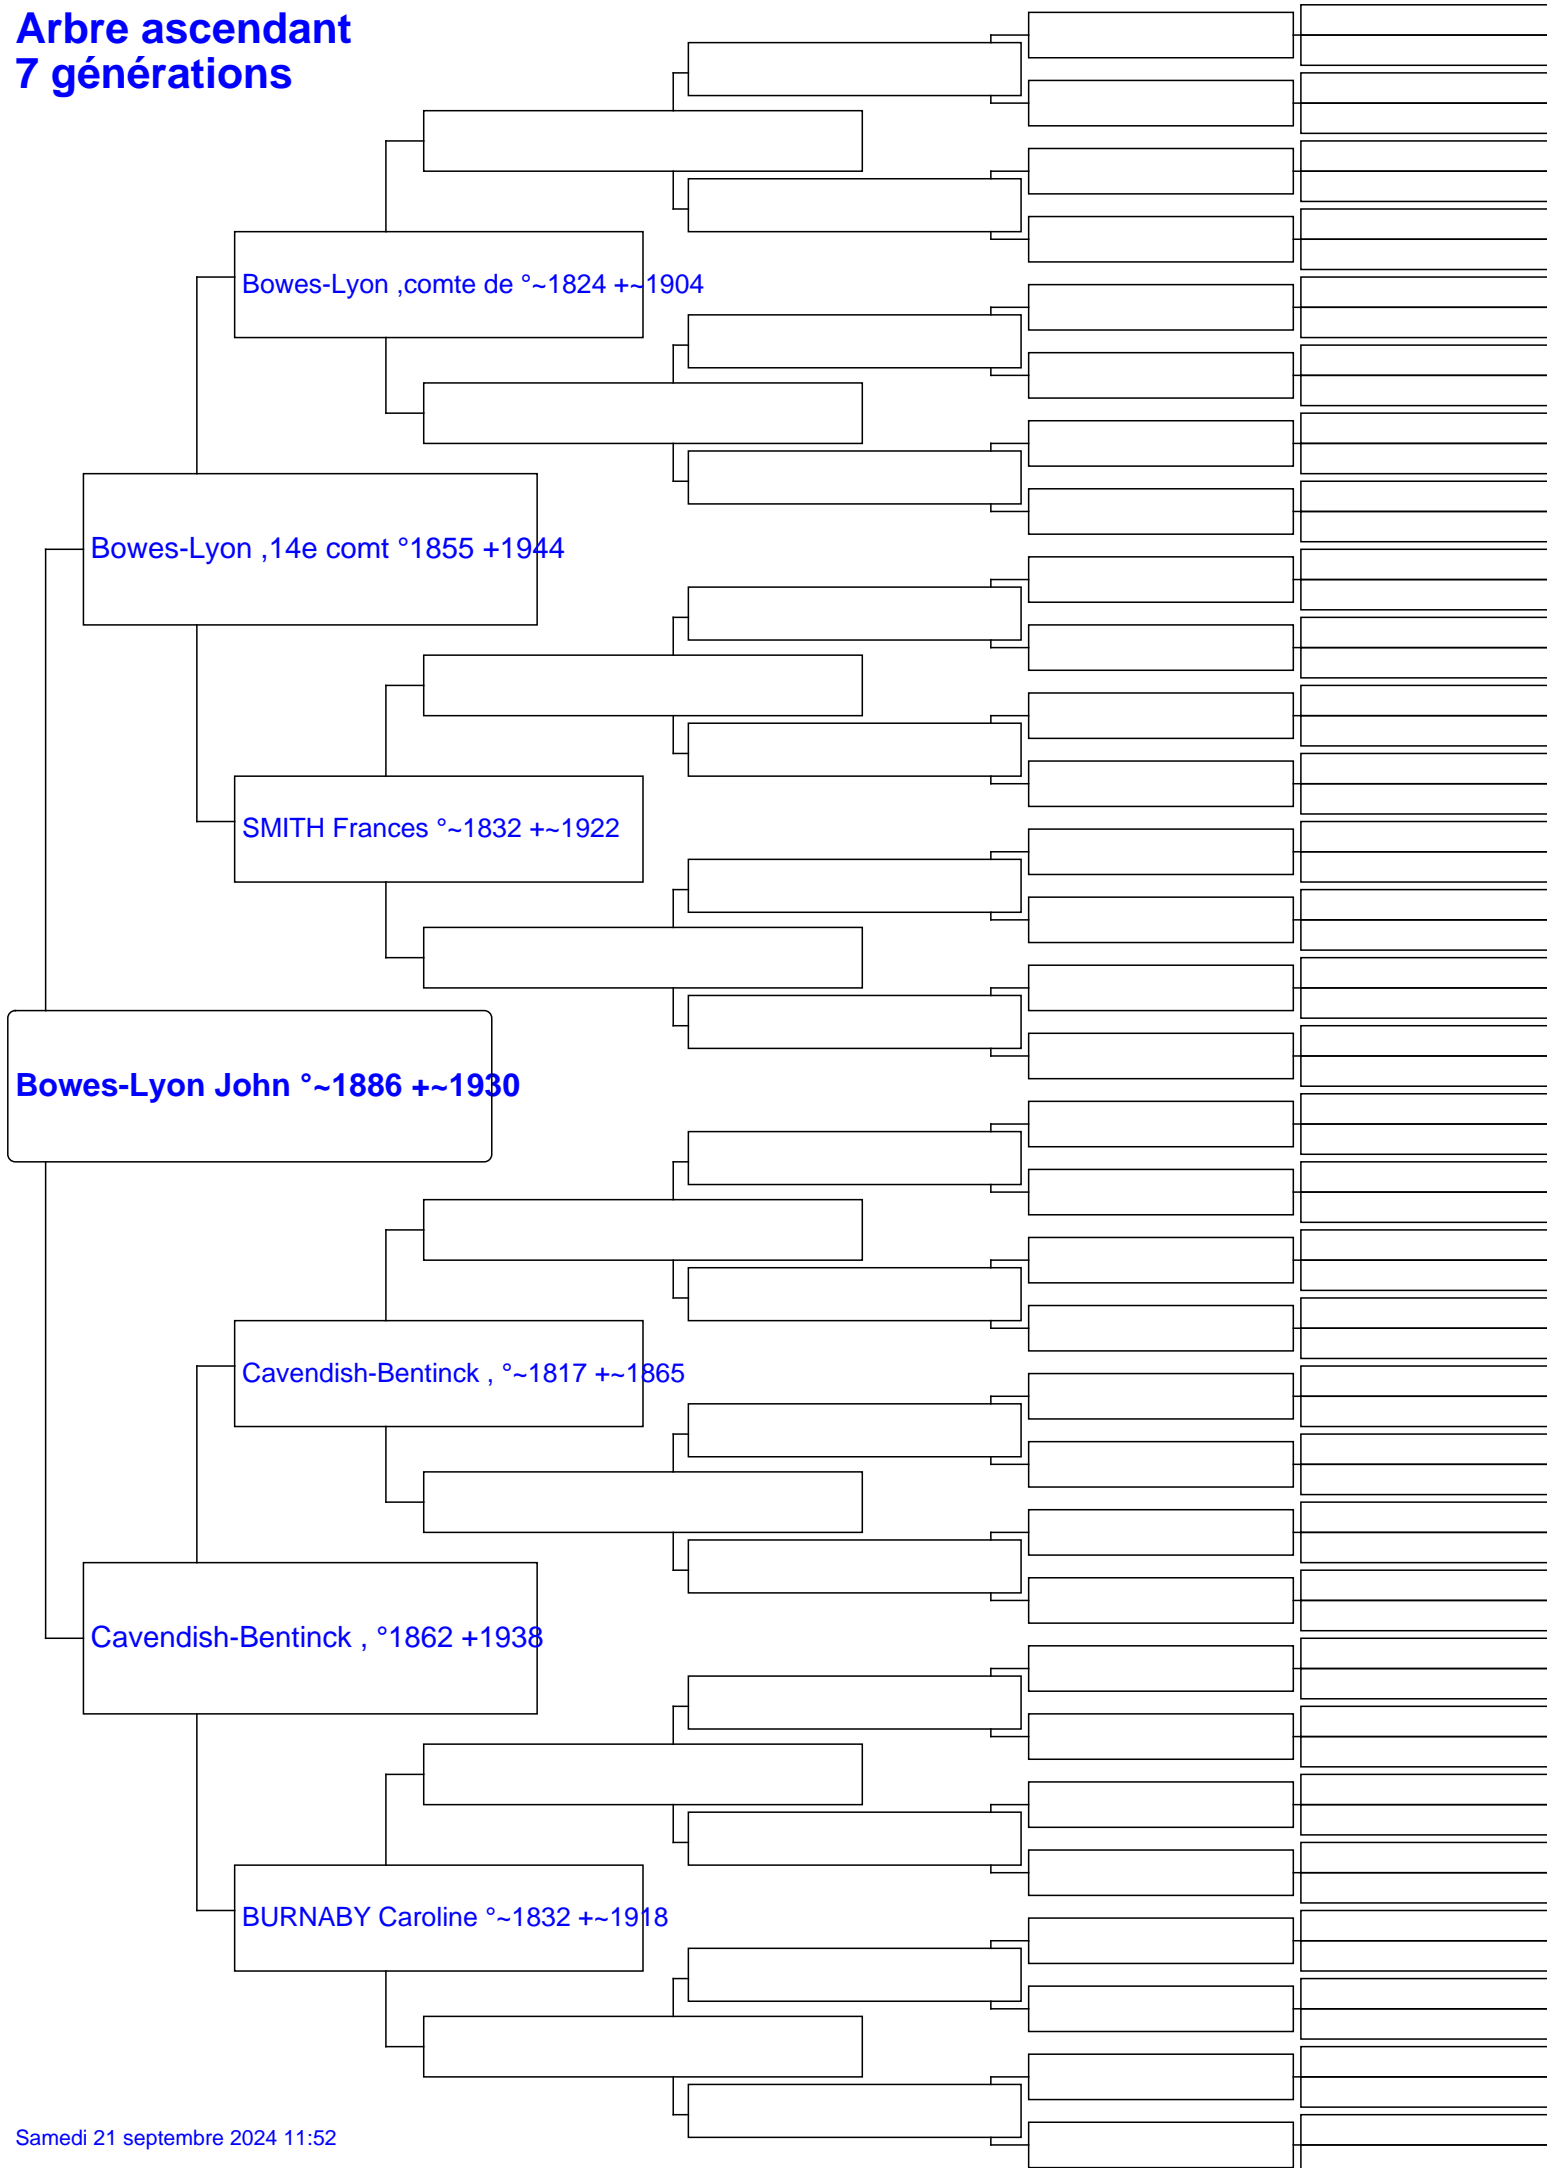 Arbre ascendant
7 générations
Bowes-Lyon ,comte de °~1824 +~1904
Bowes-Lyon ,14e comt °1855 +1944
SMITH Frances °~1832 +~1922
Bowes-Lyon John °~1886 +~1930
Cavendish-Bentinck , °~1817 +~1865
Cavendish-Bentinck , °1862 +1938
BURNABY Caroline °~1832 +~1918
Samedi 21 septembre 2024 11:52